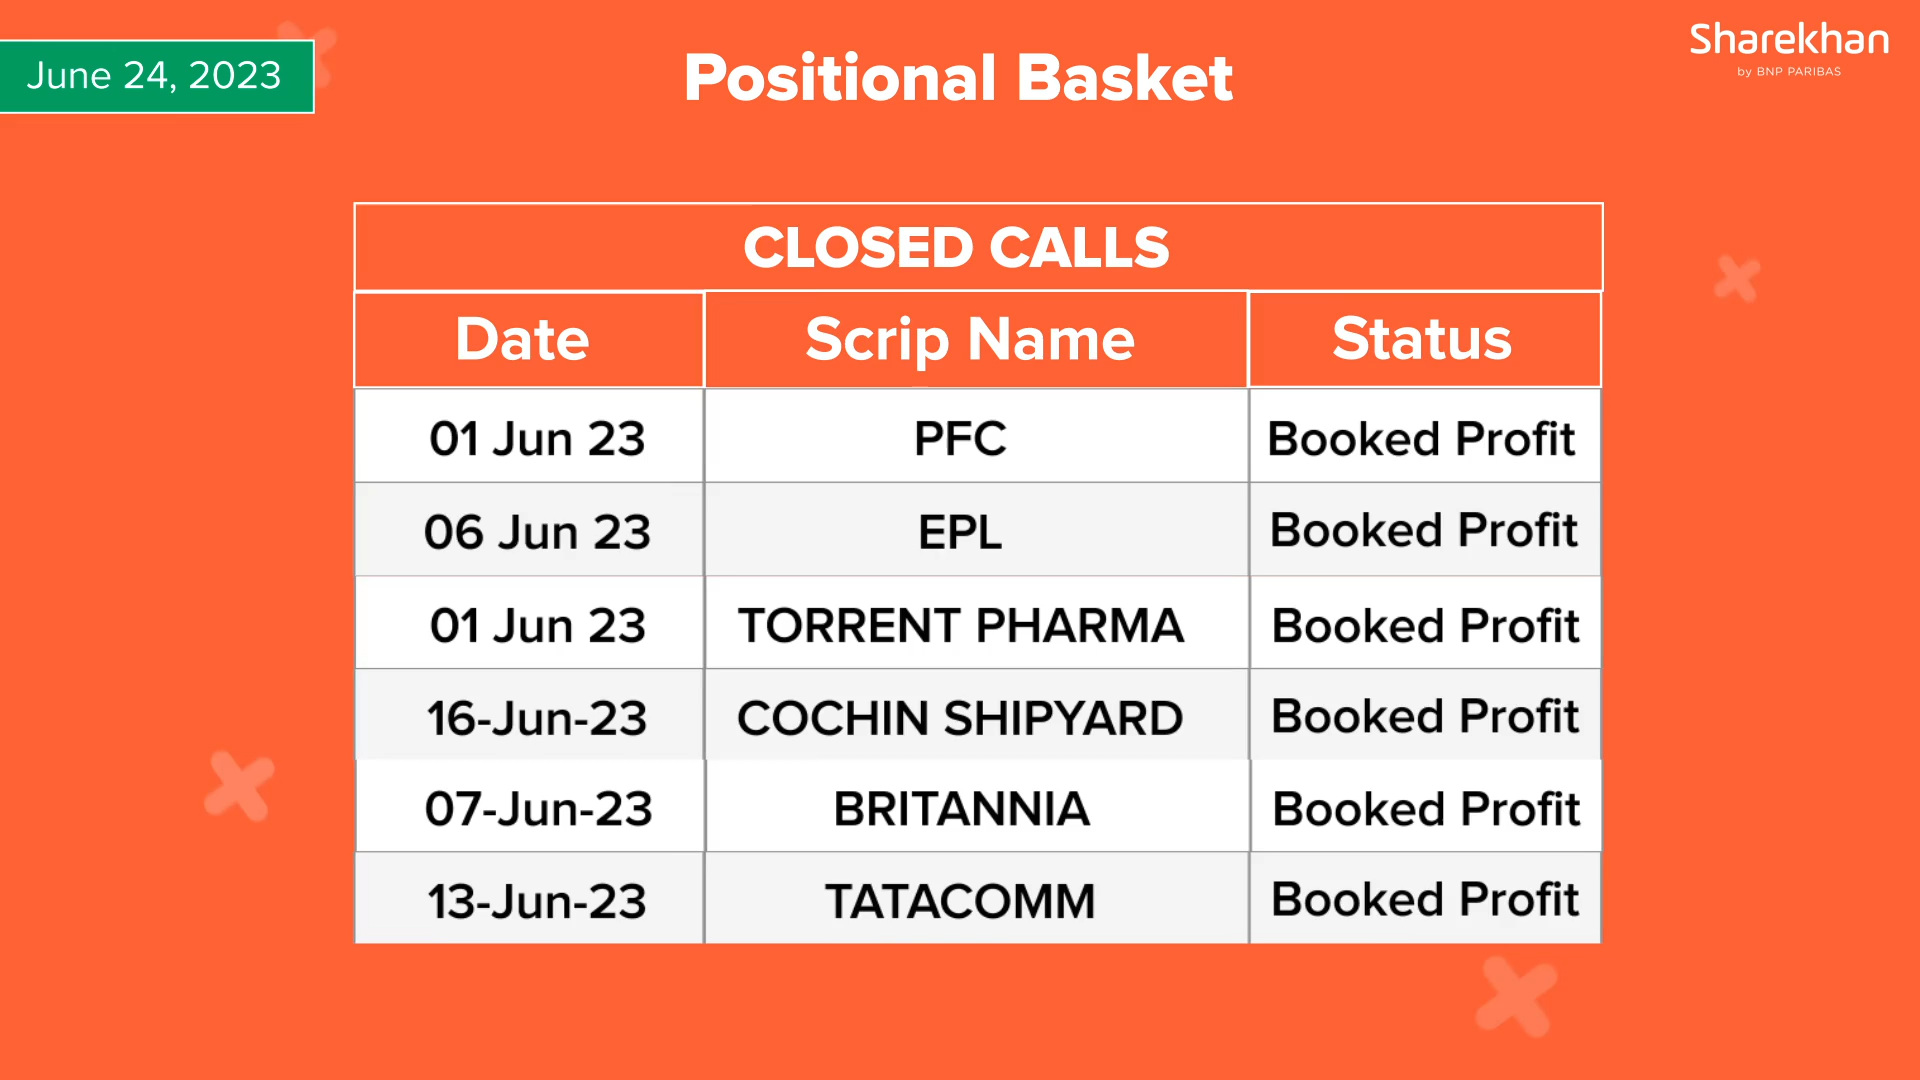 June 24, 2023
Positional Basket
Sharekhan
by BNP PARIBAS
CLOSED CALLS
Date Scrip Name Status
01 Jun 23 PFC Booked Profit
06 Jun 23 EPL Booked Profit
01 Jun 23 TORRENT PHARMA Booked Profit
16-Jun-23 COCHIN SHIPYARD Booked Profit
07-Jun-23 BRITANNIA Booked Profit
13-Jun-23 TATACOMM Booked Profit